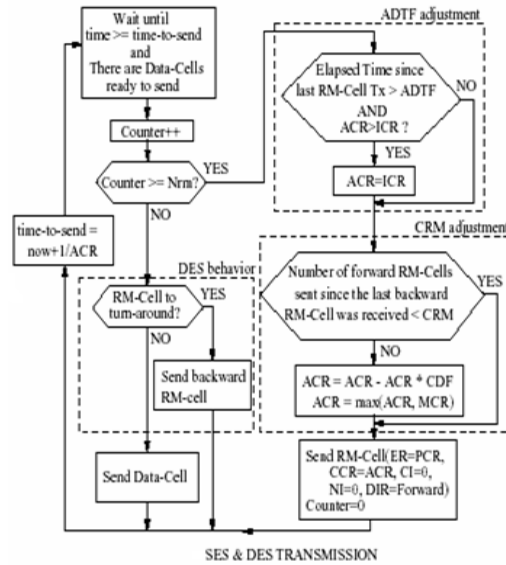 Wait until
time >= time-to-send
and
There are Data-Cells
ready to send
Counter++
Counter >= Nrm?
YES
NO
time-to-send =
now+1/ACR
DES behavior
RM-Cell to
turn-around?
YES
NO
Send backward
RM-cell
Send Data-Cell
ADTF adjustment
Elapsed Time since
last RM-Cell Tx > ADTF
AND
ACR>ICR ?
NO
YES
ACR=ICR
CRM adjustment
Number of forward RM-Cells
sent since the last backward
RM-Cell was received < CRM
YES
NO
ACR = ACR - ACR * CDF
ACR = max(ACR, MCR)
Send RM-Cell(ER=PCR,
CCR=ACR, CI=0,
NI=0, DIR=Forward)
Counter=0
SES & DES TRANSMISSION